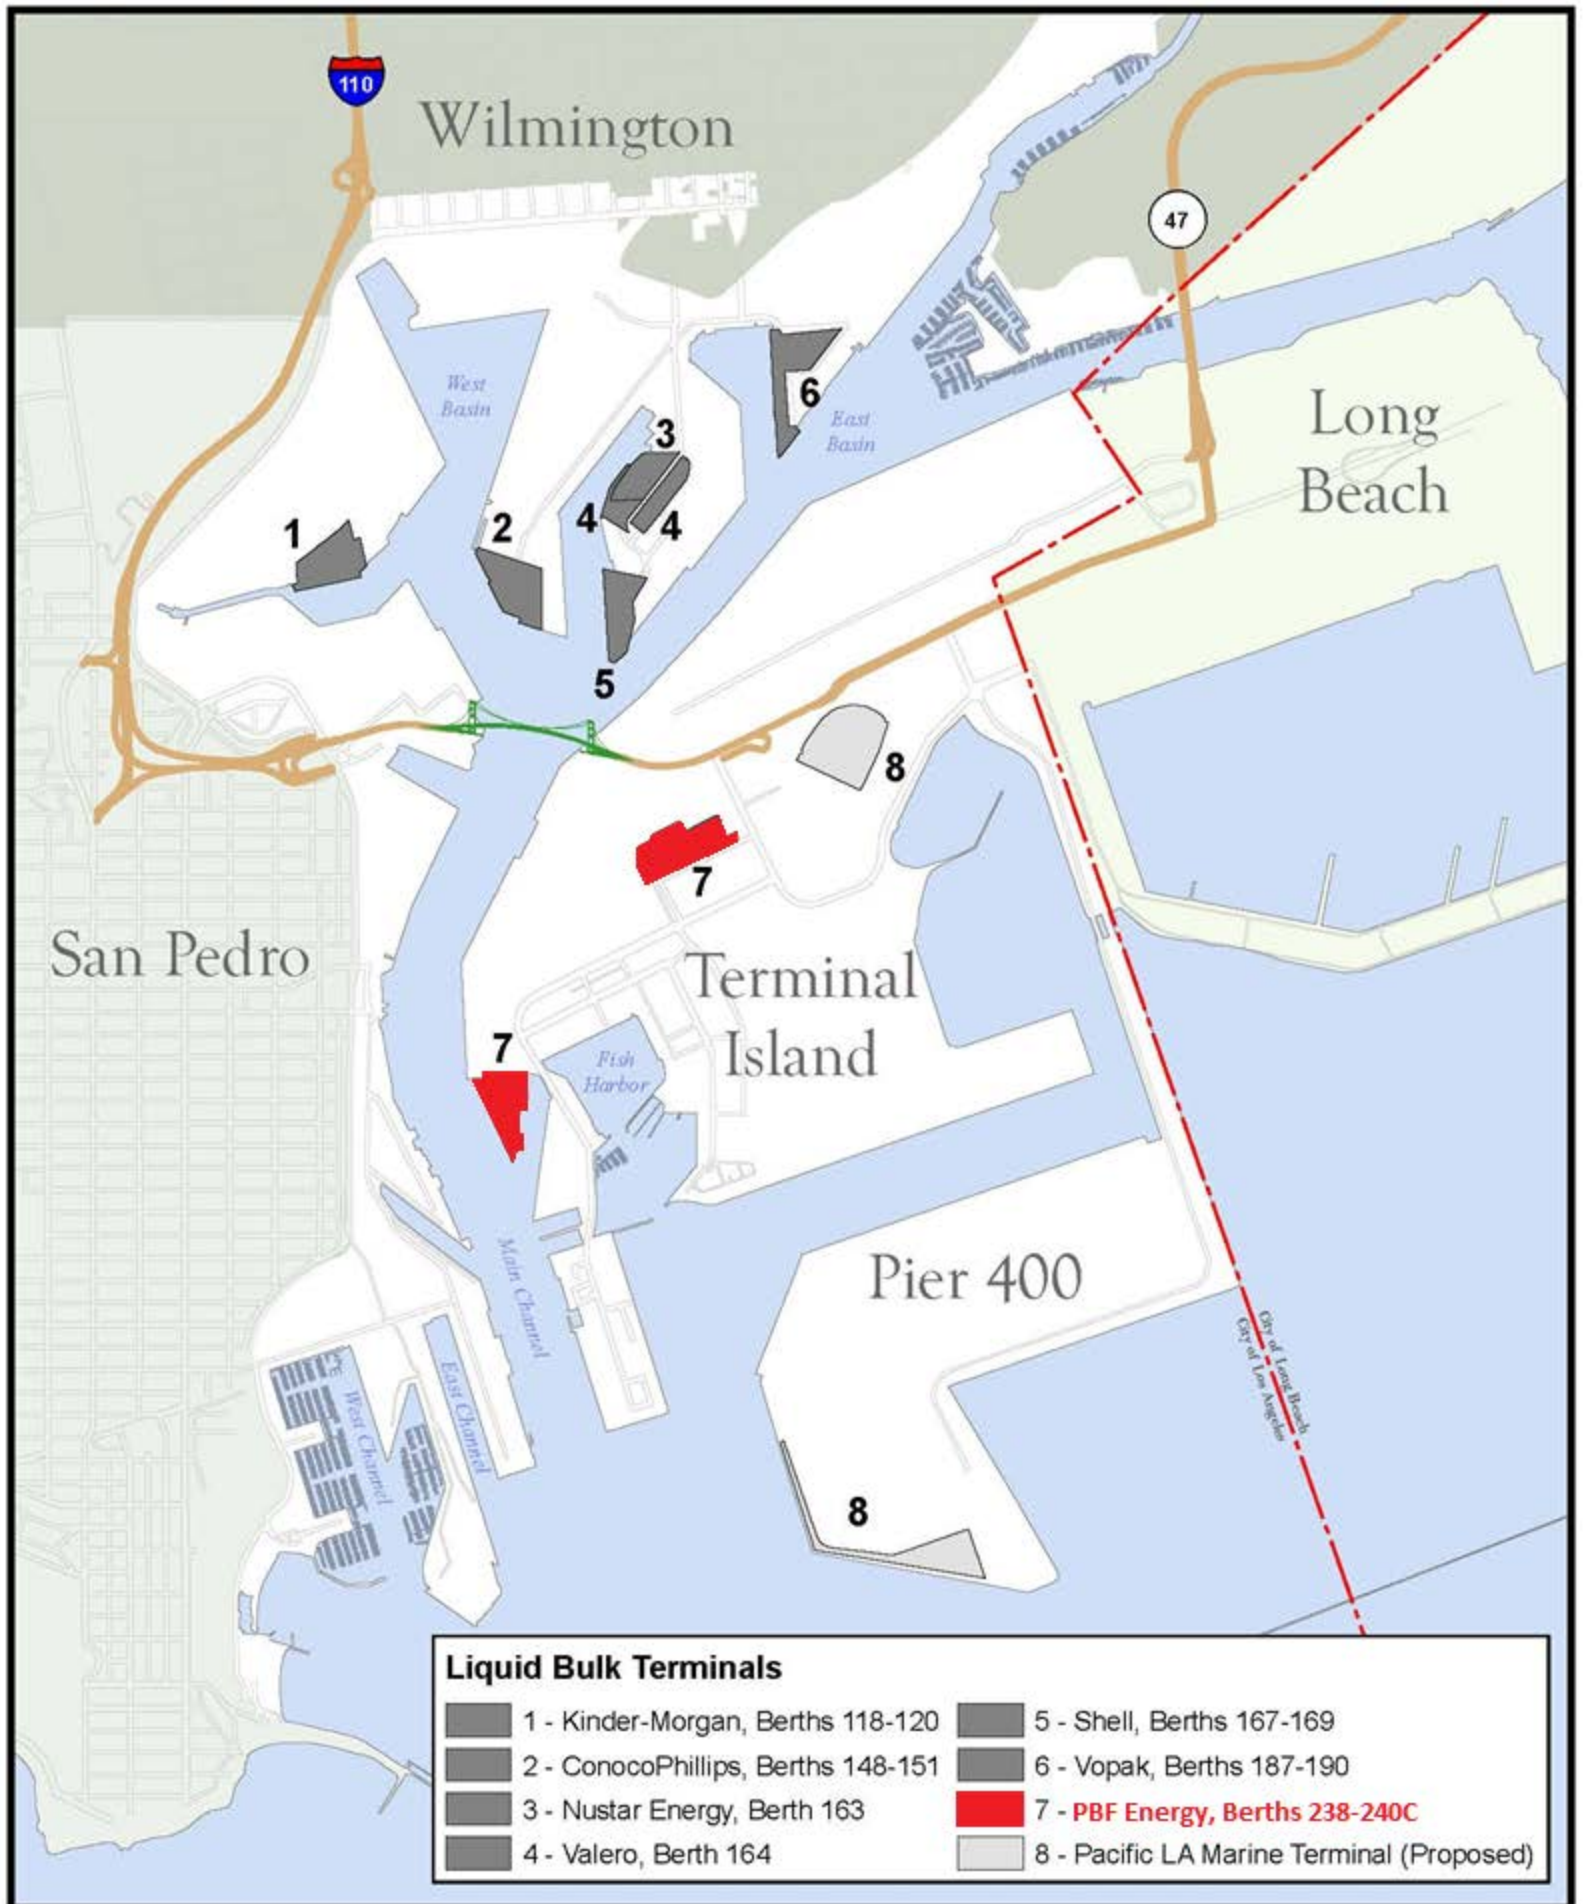 110
Wilmington
47
West
Basin
6
East
Basin
Long
Beach
3
1
2
4
4
5
8
7
San Pedro
Terminal
Island
7
Fish
Harbor
Main Channel
Pier 400
City of Long Beach
City of Los Angeles
East Channel
West Channel
8
Liquid Bulk Terminals
1 - Kinder-Morgan, Berths 118-120
2 - ConocoPhillips, Berths 148-151
3 - Nustar Energy, Berth 163
4 - Valero, Berth 164
5 - Shell, Berths 167-169
6 - Vopak, Berths 187-190
7 - PBF Energy, Berths 238-240C
8 - Pacific LA Marine Terminal (Proposed)